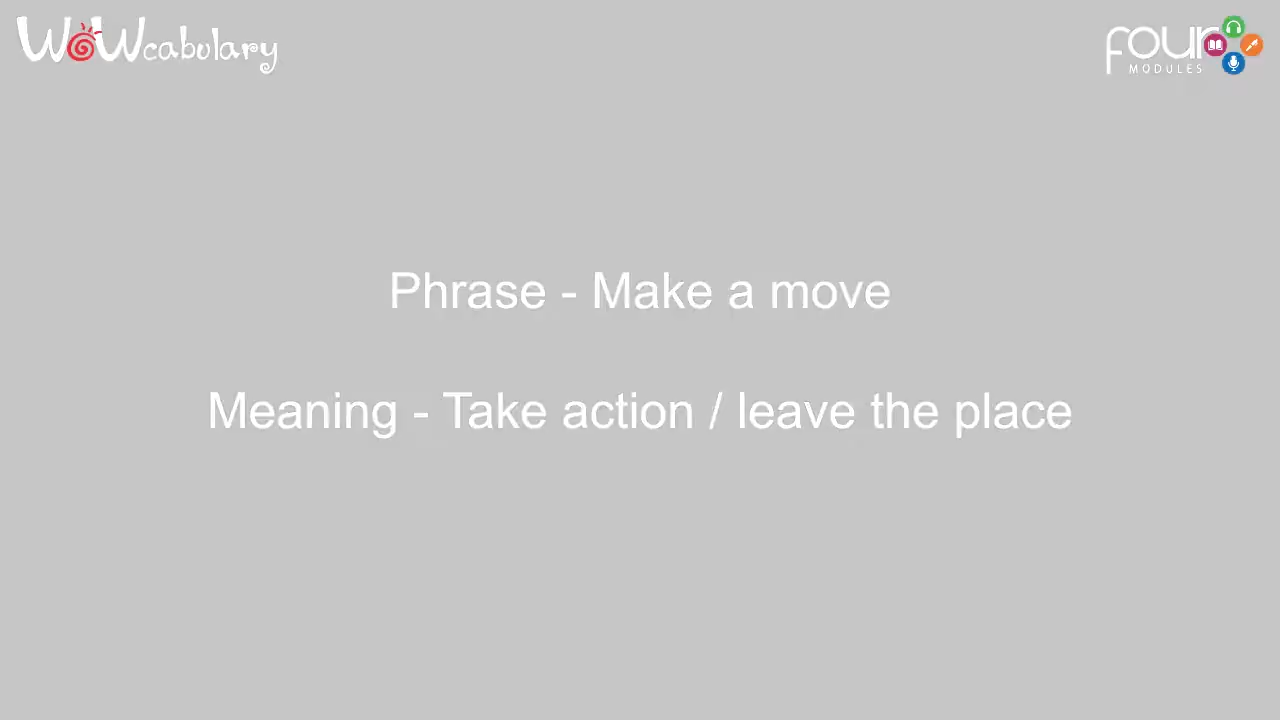 WOWcabulary
four
MODULES
Phrase - Make a move
Meaning - Take action / leave the place